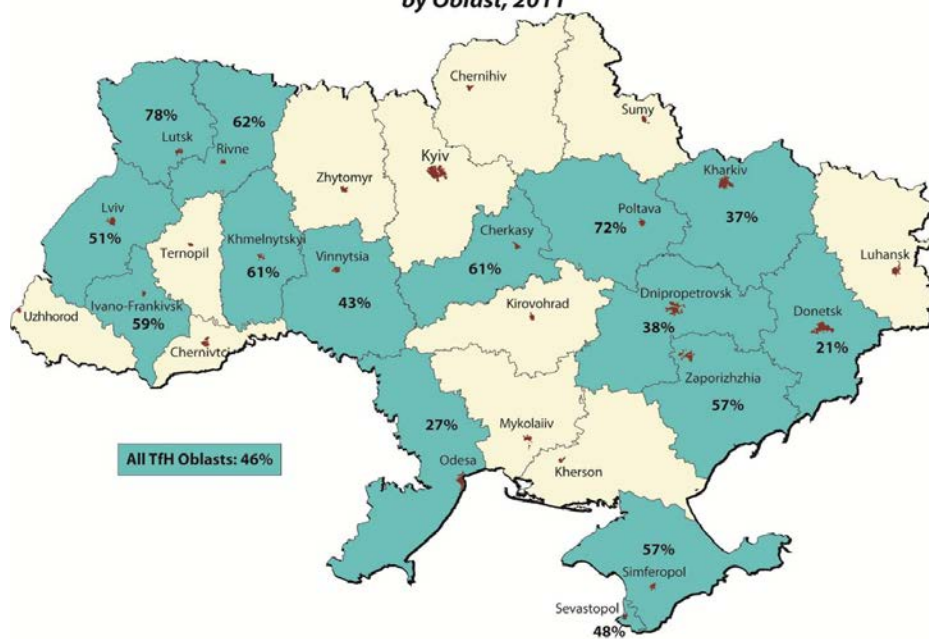 by Oblast, 2011
Chernihiv
Sumy
78%
62%
Lutsk
Rivne
Kyiv
Kharkiv
Zhytomyr
Lviv
51%
Khmelnytskyi
Ternopil
61%
Vinnytsia
43%
Cherkasy
61%
Poltava
72%
37%
Luhansk
Ivano-Frankivsk
59%
Uzhhorod
Chernivto
Kirovohrad
Dnipropetrovsk
38%
Donetsk
21%
Zaporizhzhia
57%
27%
Mykolaiiv
Kherson
All TfH Oblasts: 46%
Odesa
57%
Simferopol
Sevastopol
48%